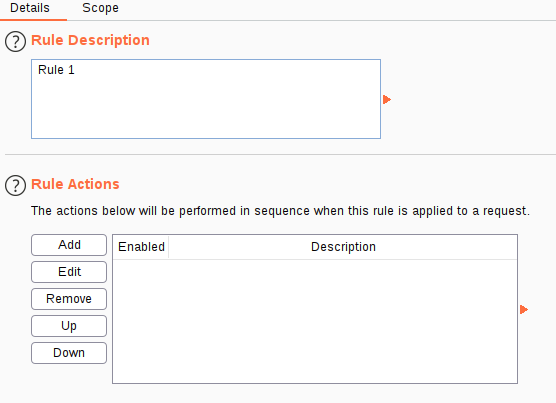 Details Scope
? Rule Description
Rule 1
? Rule Actions
The actions below will be performed in sequence when this rule is applied to a request.
Add
Enabled Description
Edit
Remove
Up
Down